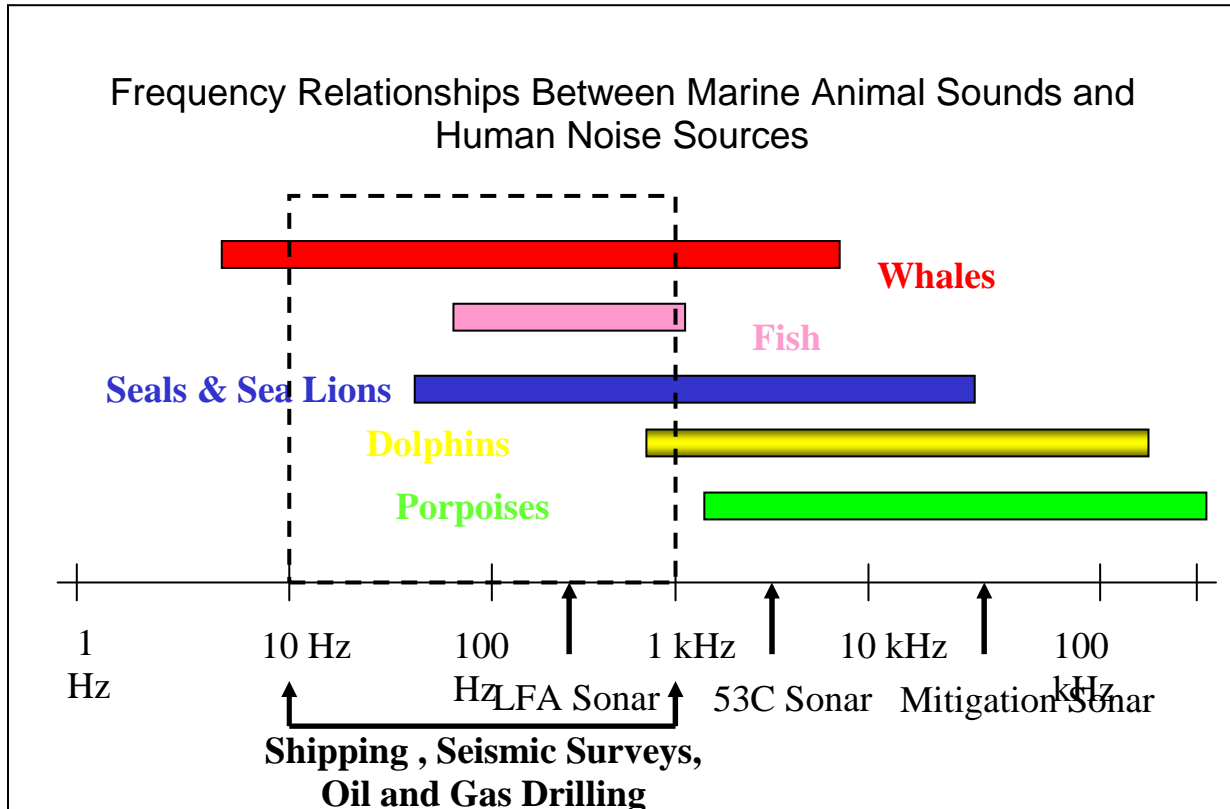 Frequency Relationships Between Marine Animal Sounds and
Human Noise Sources
Whales
Fish
Seals & Sea Lions
Dolphins
Porpoises
1
Hz
10 Hz
100
Hz
1 kHz
10 kHz
100
kHz
LFA Sonar
53C Sonar
Mitigation Sonar
Shipping , Seismic Surveys,
Oil and Gas Drilling